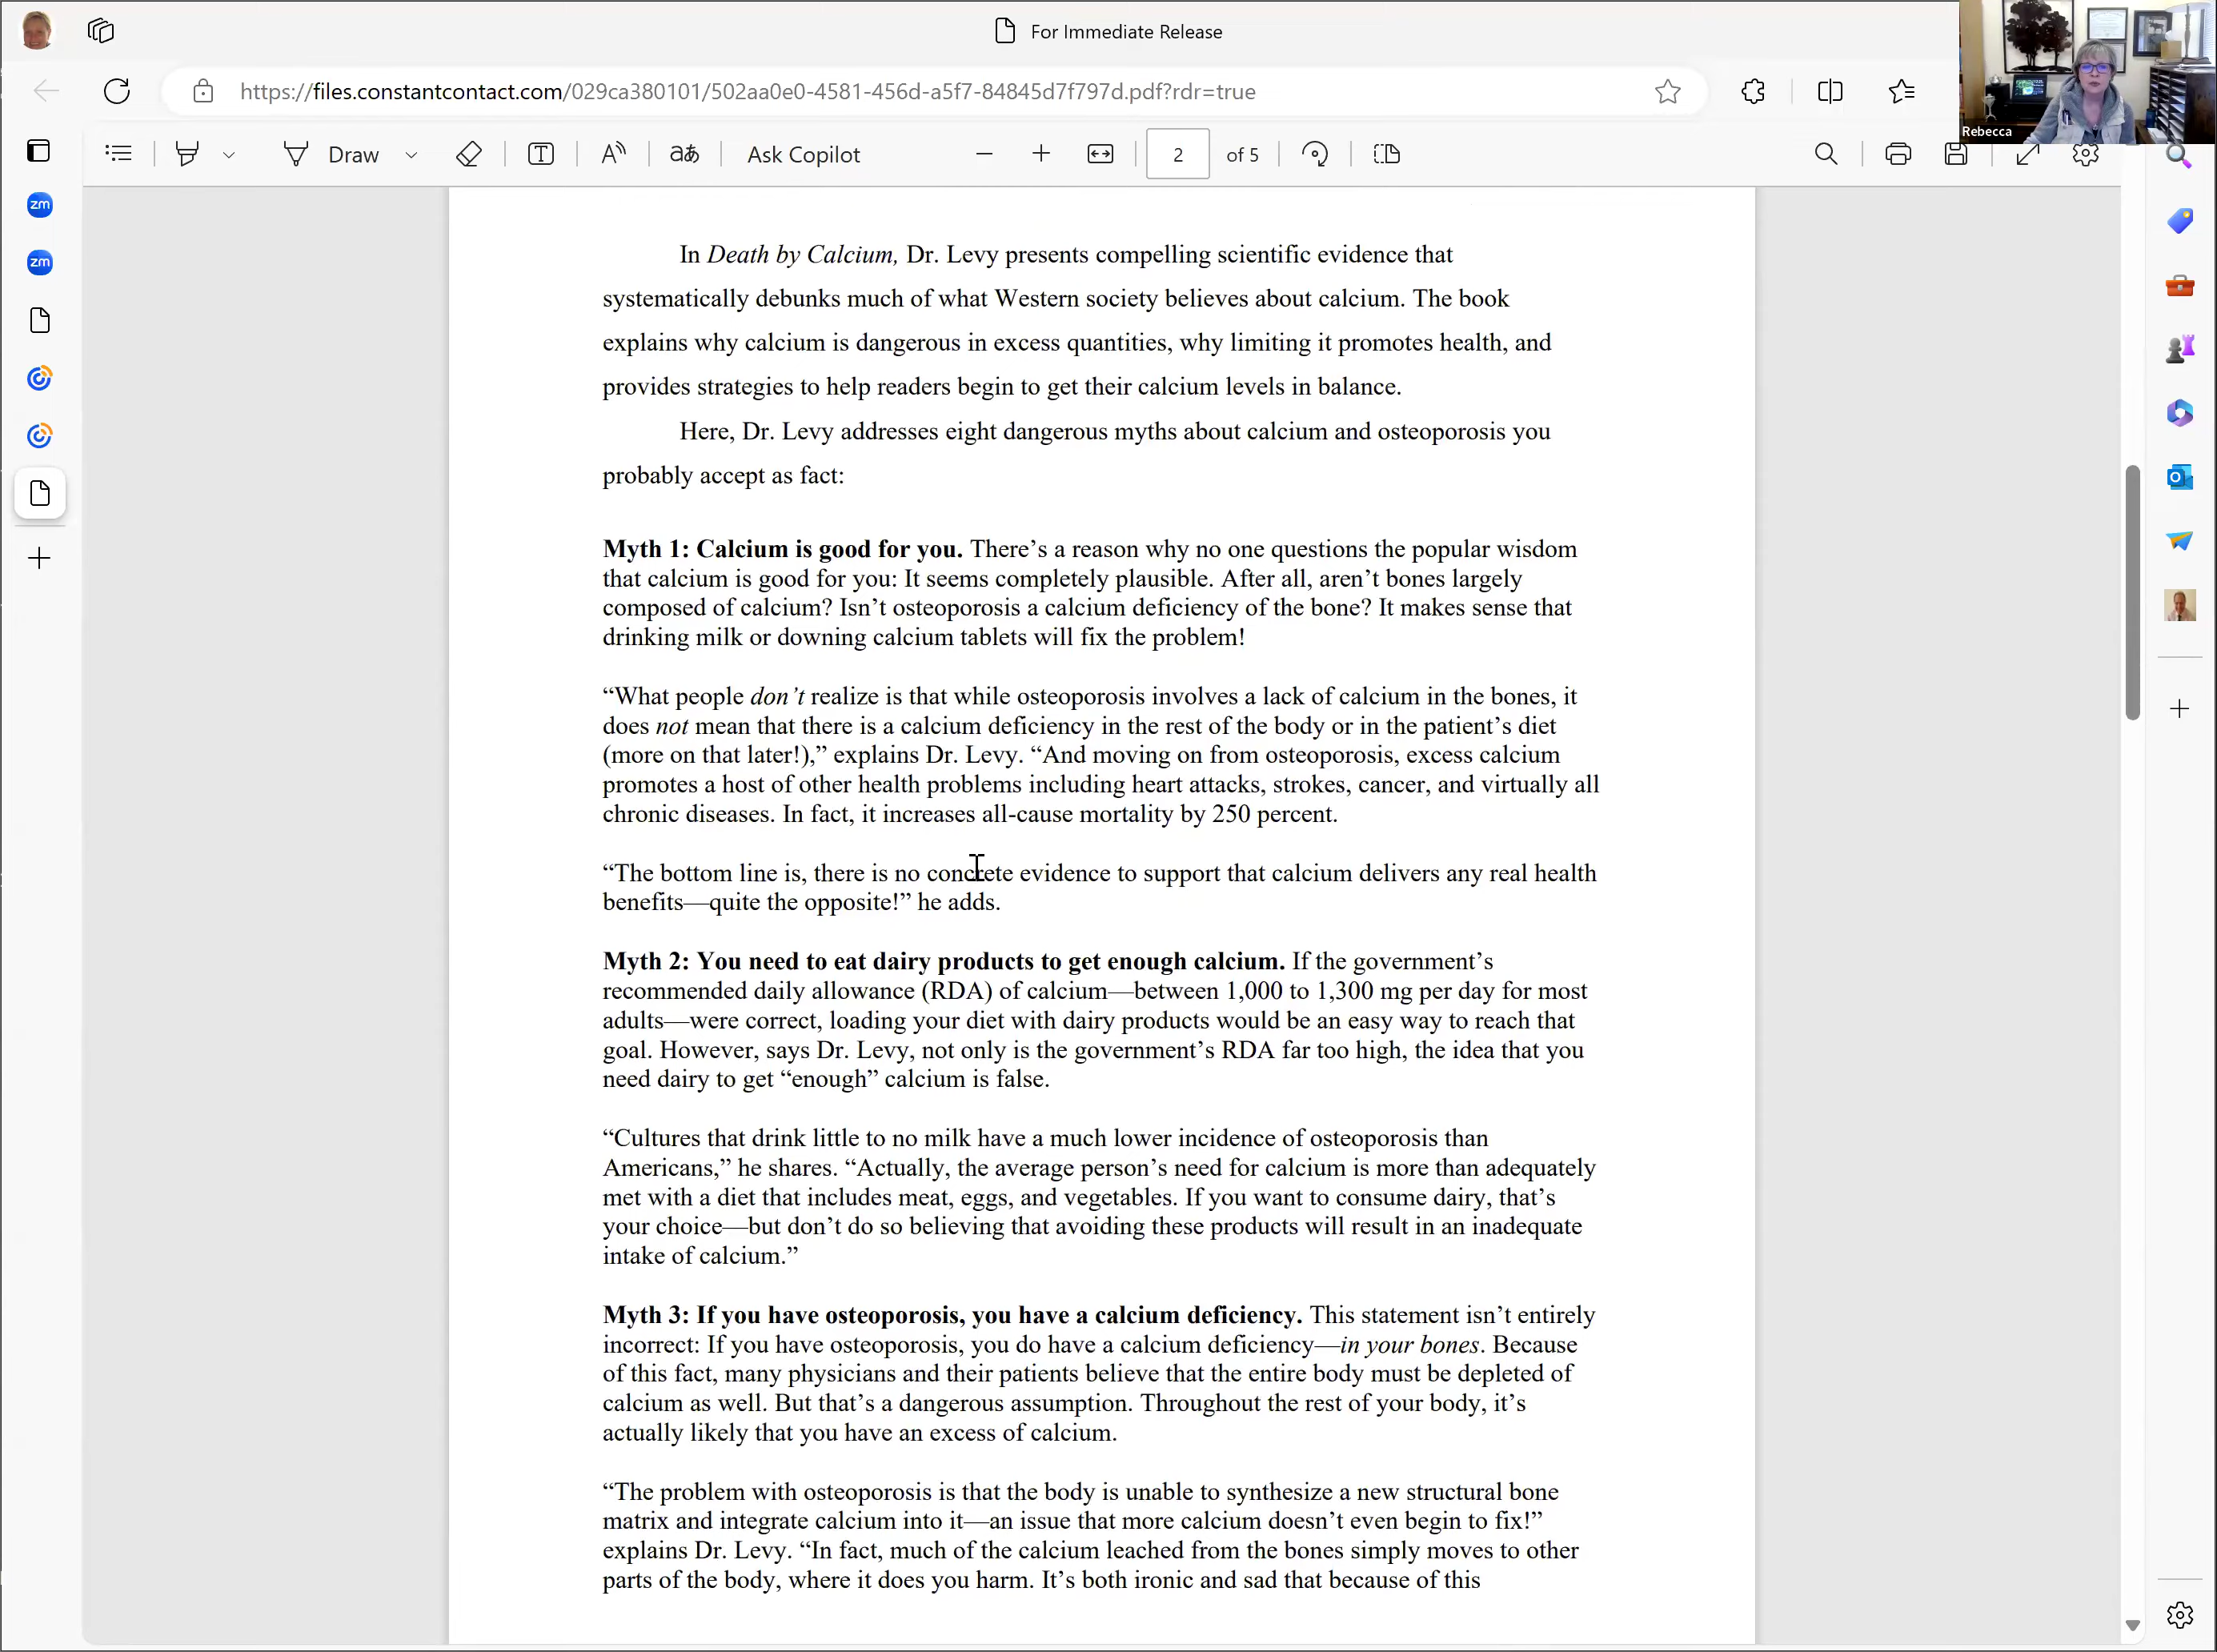 For Immediate Release
Rebecca
https://files.constantcontact.com/029ca380101/502aa0e0-4581-456d-a5f7-84845d7f797d.pdf?rdr=true
Draw
aあ
Ask Copilot
2 of 5
zm
zm
In Death by Calcium, Dr. Levy presents compelling scientific evidence that
systematically debunks much of what Western society believes about calcium. The book
explains why calcium is dangerous in excess quantities, why limiting it promotes health, and
provides strategies to help readers begin to get their calcium levels in balance.
Here, Dr. Levy addresses eight dangerous myths about calcium and osteoporosis you
probably accept as fact:
Myth 1: Calcium is good for you. There’s a reason why no one questions the popular wisdom
that calcium is good for you: It seems completely plausible. After all, aren’t bones largely
composed of calcium? Isn’t osteoporosis a calcium deficiency of the bone? It makes sense that
drinking milk or downing calcium tablets will fix the problem!
“What people don’t realize is that while osteoporosis involves a lack of calcium in the bones, it
does not mean that there is a calcium deficiency in the rest of the body or in the patient’s diet
(more on that later!),” explains Dr. Levy. “And moving on from osteoporosis, excess calcium
promotes a host of other health problems including heart attacks, strokes, cancer, and virtually all
chronic diseases. In fact, it increases all-cause mortality by 250 percent.
“The bottom line is, there is no concrete evidence to support that calcium delivers any real health
benefits—quite the opposite!” he adds.
Myth 2: You need to eat dairy products to get enough calcium. If the government’s
recommended daily allowance (RDA) of calcium—between 1,000 to 1,300 mg per day for most
adults—were correct, loading your diet with dairy products would be an easy way to reach that
goal. However, says Dr. Levy, not only is the government’s RDA far too high, the idea that you
need dairy to get “enough” calcium is false.
“Cultures that drink little to no milk have a much lower incidence of osteoporosis than
Americans,” he shares. “Actually, the average person’s need for calcium is more than adequately
met with a diet that includes meat, eggs, and vegetables. If you want to consume dairy, that’s
your choice—but don’t do so believing that avoiding these products will result in an inadequate
intake of calcium.”
Myth 3: If you have osteoporosis, you have a calcium deficiency. This statement isn’t entirely
incorrect: If you have osteoporosis, you do have a calcium deficiency—in your bones. Because
of this fact, many physicians and their patients believe that the entire body must be depleted of
calcium as well. But that’s a dangerous assumption. Throughout the rest of your body, it’s
actually likely that you have an excess of calcium.
“The problem with osteoporosis is that the body is unable to synthesize a new structural bone
matrix and integrate calcium into it—an issue that more calcium doesn’t even begin to fix!”
explains Dr. Levy. “In fact, much of the calcium leached from the bones simply moves to other
parts of the body, where it does you harm. It’s both ironic and sad that because of this